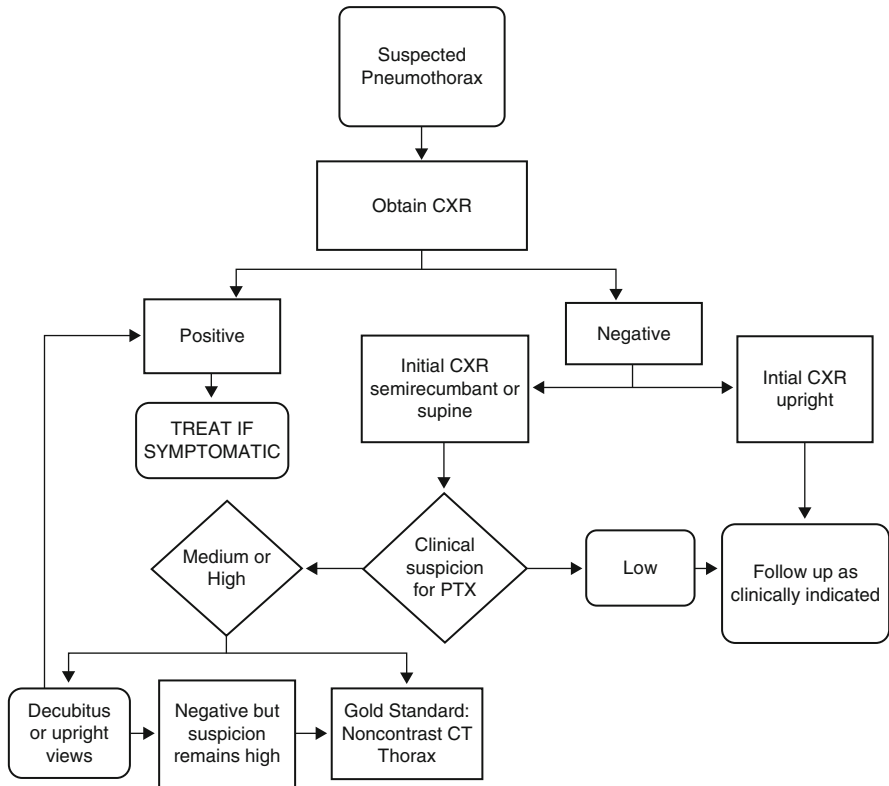 Suspected
Pneumothorax
Obtain CXR
Positive
Negative
TREAT IF
SYMPTOMATIC
Initial CXR
semirecumbant or
supine
Intial CXR
upright
Medium or
High
Clinical
suspicion
for PTX
Low
Follow up as
clinically indicated
Decubitus
or upright
views
Negative but
suspicion
remains high
Gold Standard:
Noncontrast CT
Thorax